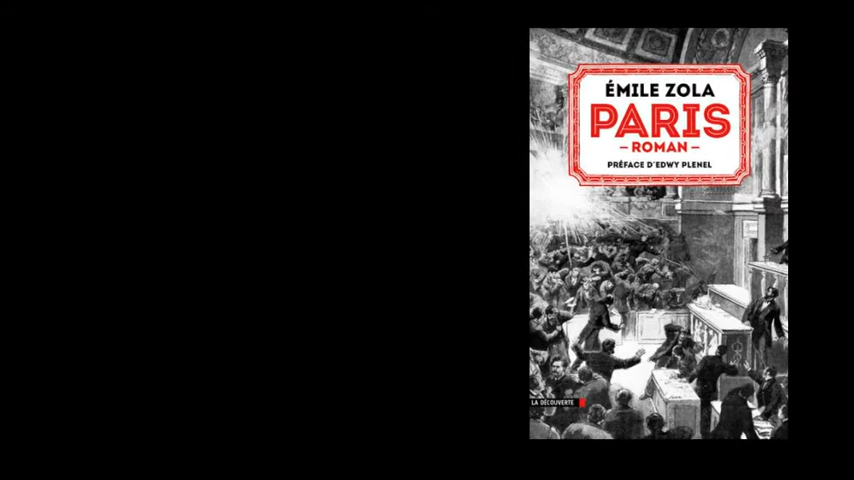 ÉMILE ZOLA
PARIS
– ROMAN –
PRÉFACE D'EDWY PLENEL
LA DÉCOUVERTE